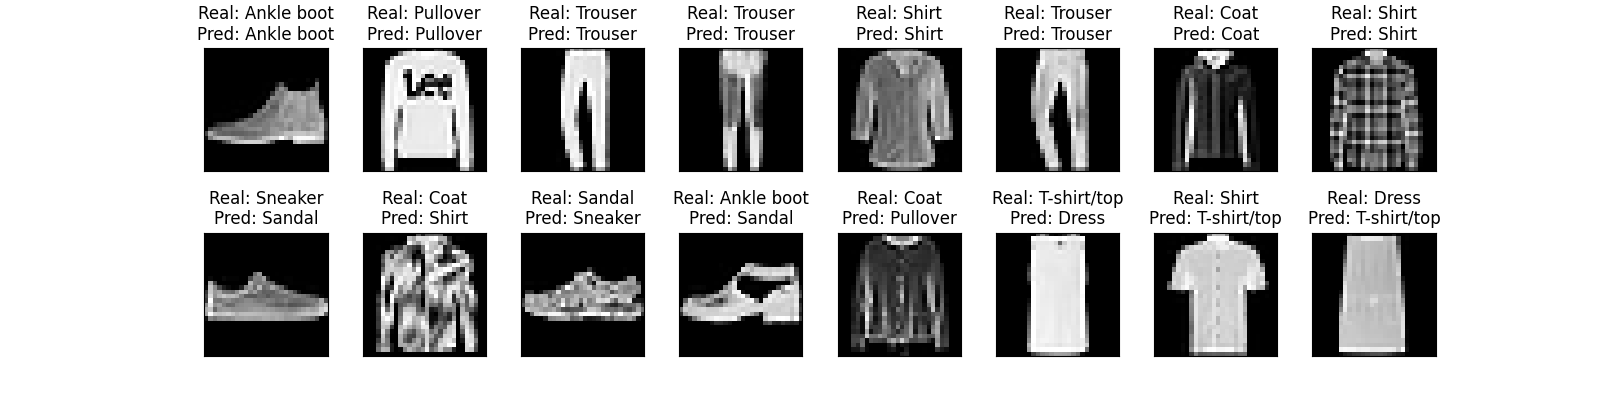 Real: Ankle boot Real: Pullover Real: Trouser Real: Trouser Real: Shirt Real: Trouser Real: Coat Real: Shirt
Pred: Ankle boot Pred: Pullover Pred: Trouser Pred: Trouser Pred: Shirt Pred: Trouser Pred: Coat Pred: Shirt
Lee
Real: Sneaker Real: Coat Real: Sandal Real: Ankle boot Real: Coat Real: T-shirt/top Real: Shirt Real: Dress
Pred: Sandal Pred: Shirt Pred: Sneaker Pred: Sandal Pred: Pullover Pred: Dress Pred: T-shirt/top Pred: T-shirt/top